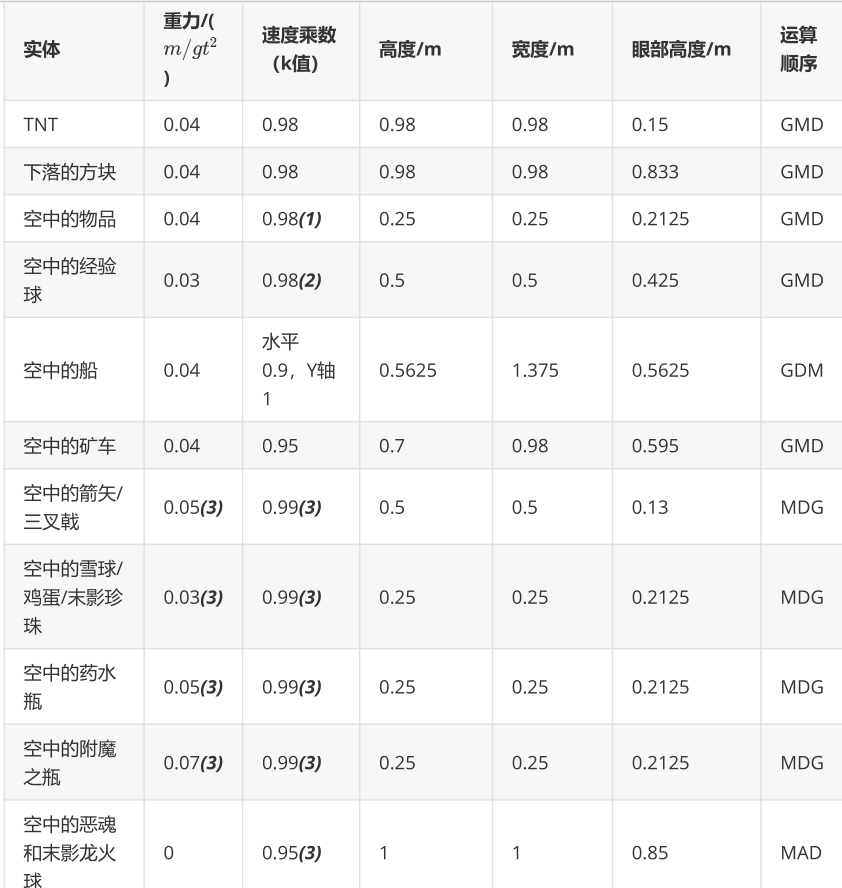 实体 重力/(m/gt²) 速度乘数（k值） 高度/m 宽度/m 眼部高度/m 运算顺序
TNT 0.04 0.98 0.98 0.98 0.15 GMD
下落的方块 0.04 0.98 0.98 0.98 0.833 GMD
空中的物品 0.04 0.98(1) 0.25 0.25 0.2125 GMD
空中的经验球 0.03 0.98(2) 0.5 0.5 0.425 GMD
空中的船 0.04 水平0.9，Y轴1 0.5625 1.375 0.5625 GDM
空中的矿车 0.04 0.95 0.7 0.98 0.595 GMD
空中的箭矢/三叉戟 0.05(3) 0.99(3) 0.5 0.5 0.13 MDG
空中的雪球/鸡蛋/末影珍珠 0.03(3) 0.99(3) 0.25 0.25 0.2125 MDG
空中的药水瓶 0.05(3) 0.99(3) 0.25 0.25 0.2125 MDG
空中的附魔之瓶 0.07(3) 0.99(3) 0.25 0.25 0.2125 MDG
空中的恶魂和末影龙火球 0 0.95(3) 1 1 0.85 MAD